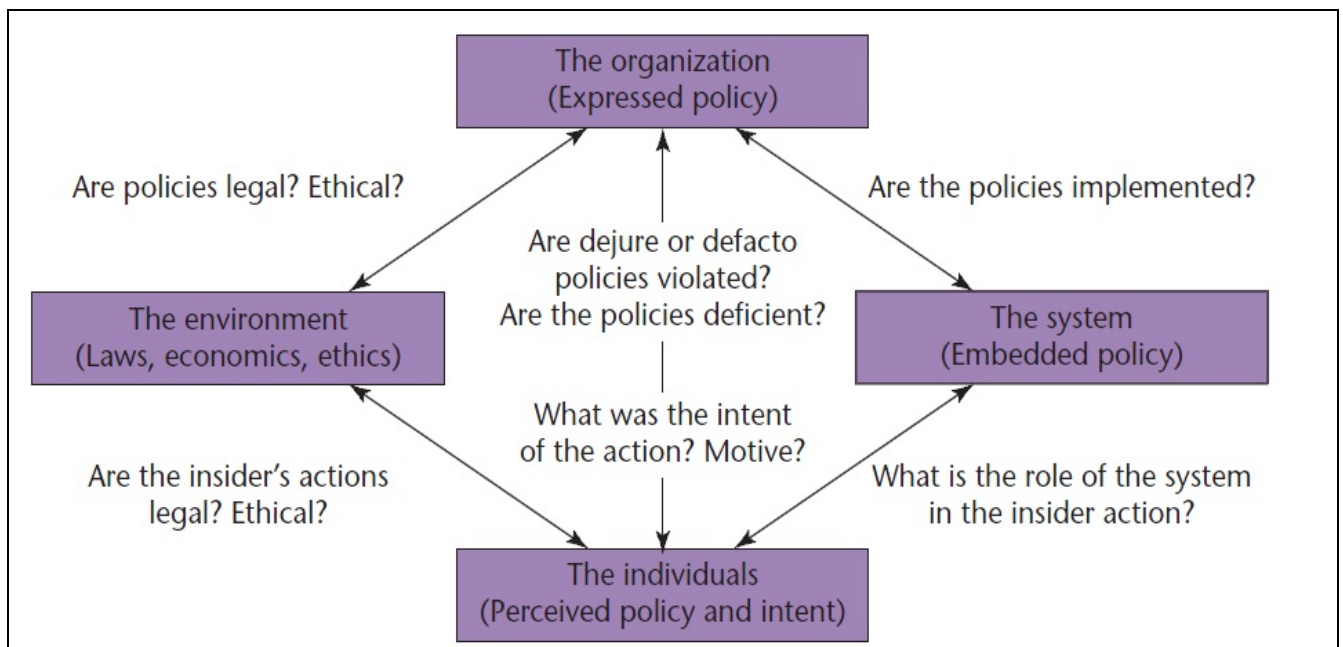 The organization
(Expressed policy)
Are policies legal? Ethical?
Are the policies implemented?
Are dejure or defacto
policies violated?
Are the policies deficient?
The environment
(Laws, economics, ethics)
The system
(Embedded policy)
What was the intent
of the action? Motive?
Are the insider’s actions
legal? Ethical?
What is the role of the system
in the insider action?
The individuals
(Perceived policy and intent)